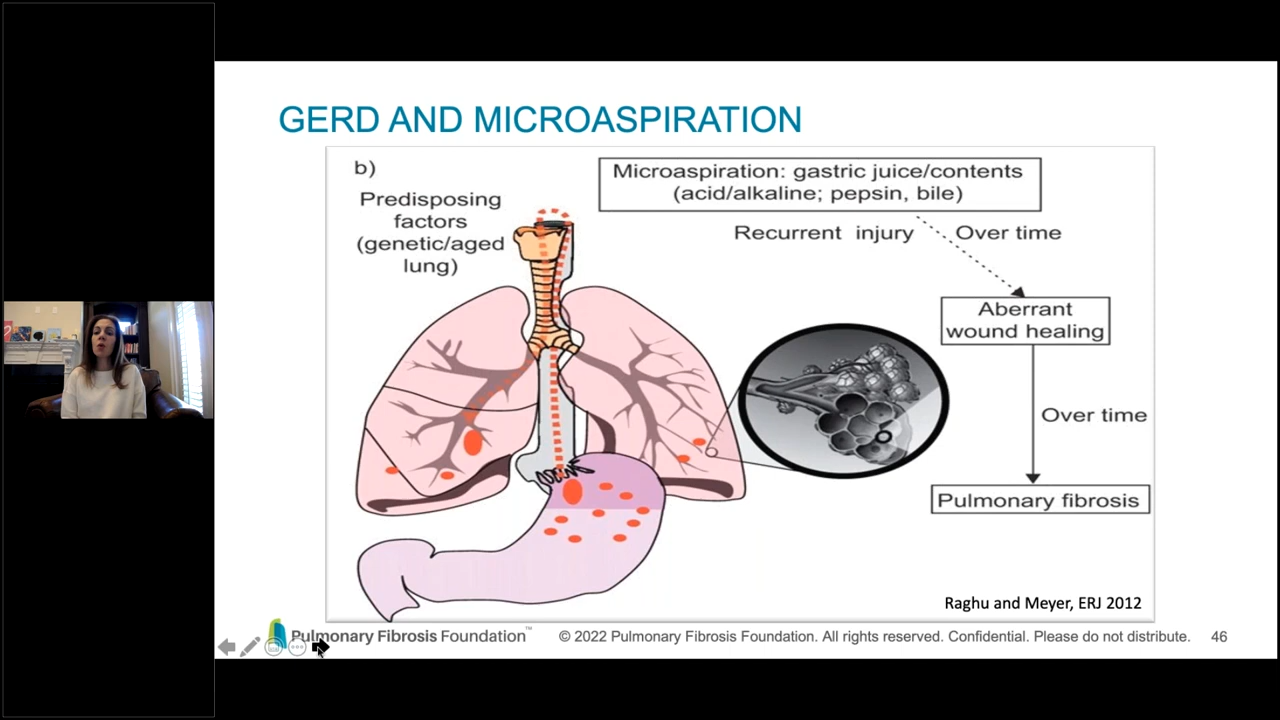 GERD AND MICROASPIRATION
b)
Predisposing
factors
(genetic/aged
lung)
Microaspiration: gastric juice/contents
(acid/alkaline; pepsin, bile)
Recurrent injury
Over time
Aberrant
wound healing
Over time
Pulmonary fibrosis
Raghu and Meyer, ERJ 2012
Pulmonary Fibrosis Foundation™
© 2022 Pulmonary Fibrosis Foundation. All rights reserved. Confidential. Please do not distribute.
46